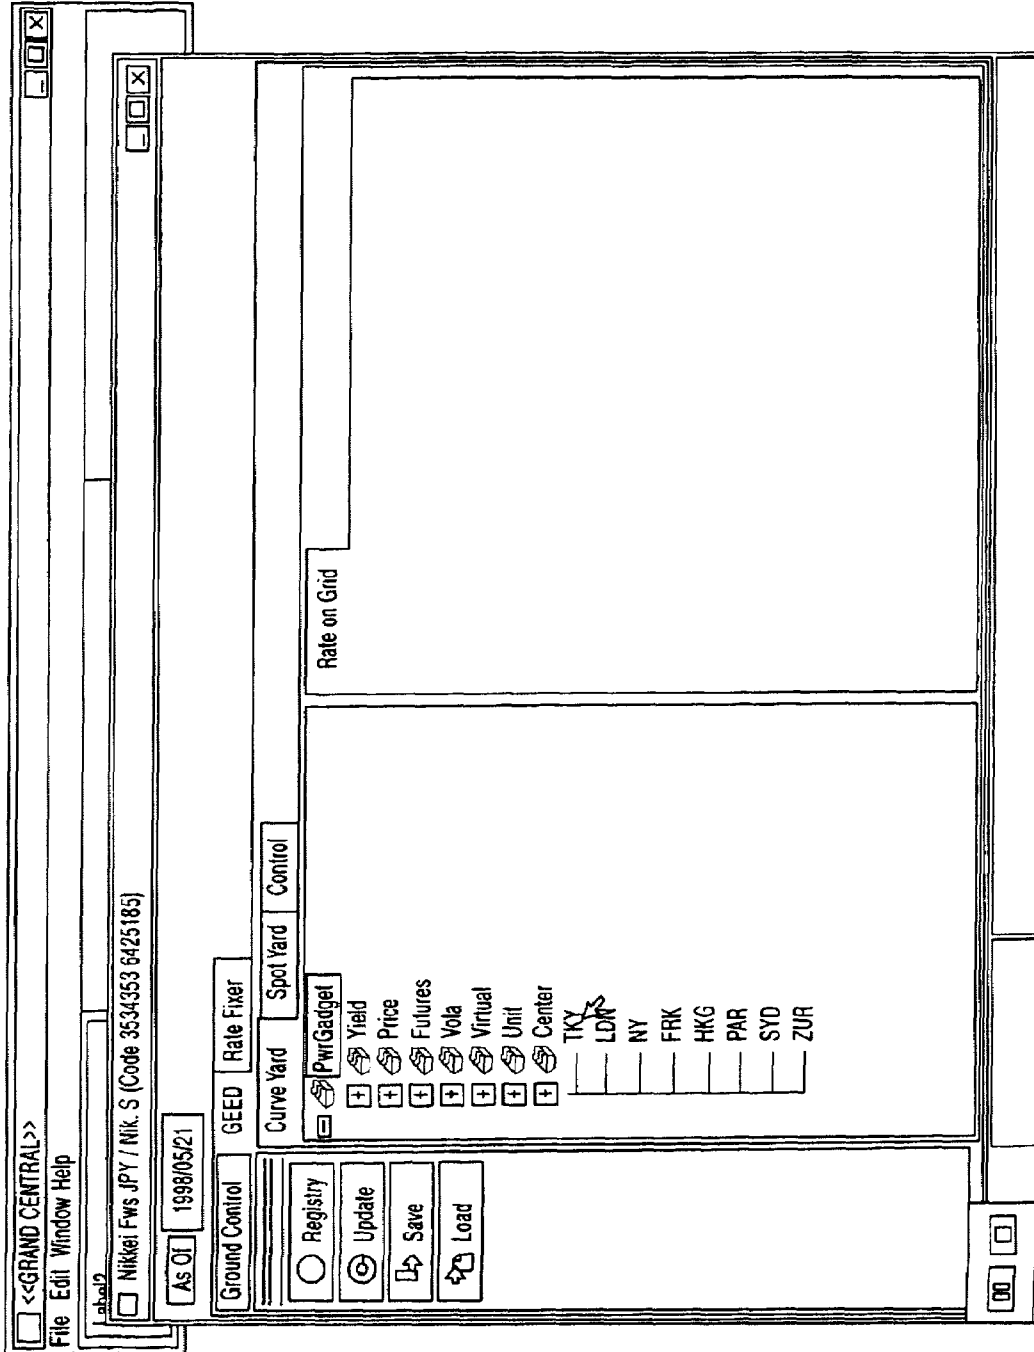 <<GRAND CENTRAL>>
File Edit Window Help
Nikkei Fws JPY / Nik. S (Code 3534353 6425185)
As Of 1998/05/21
Ground Control
GEED Rate Fixer
Curve Yard Spot Yard Control
Registry
Update
Save
Load
PwrGadget
Yield
Price
Futures
Vola
Virtual
Unit
Center
TKY
LDN
NY
FRK
HKG
PAR
SYD
ZUR
Rate on Grid